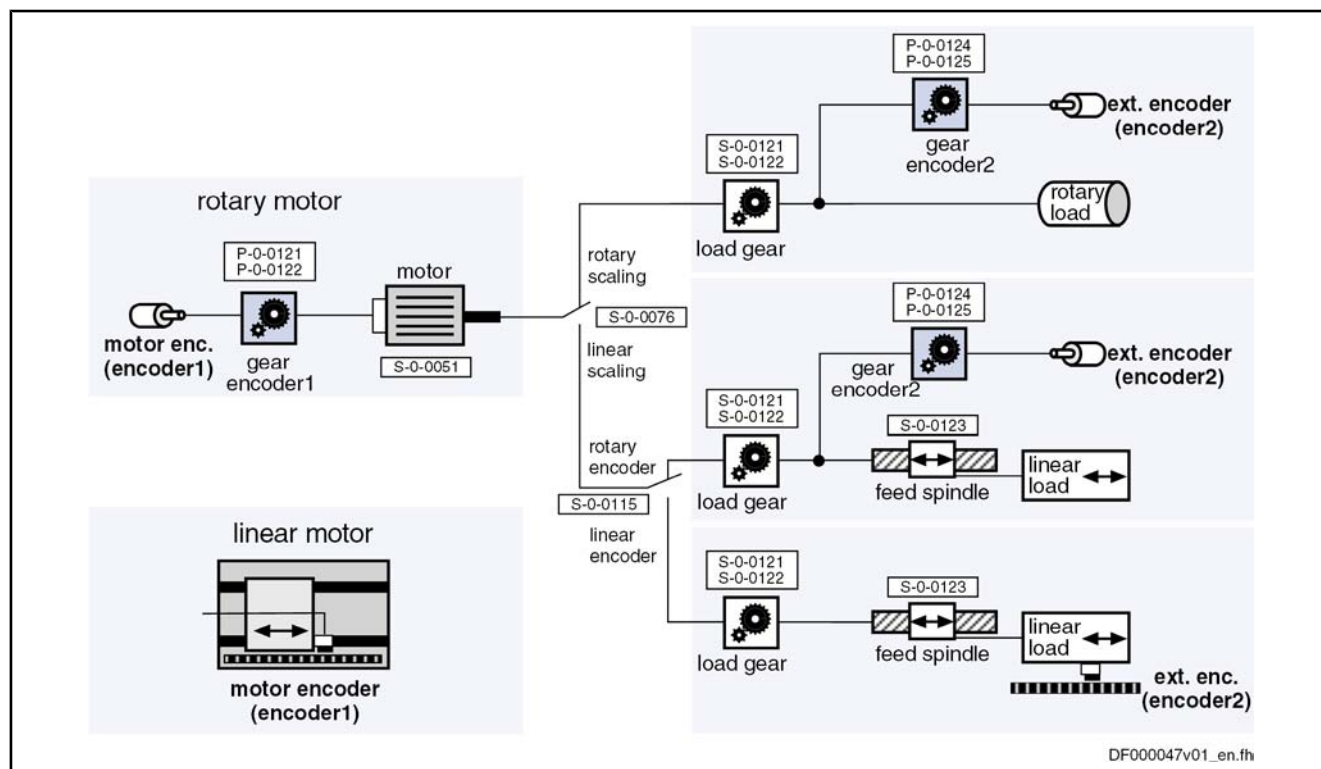 rotary motor
P-0-0121
P-0-0122
motor
motor enc.
(encoder1)
gear
encoder1
S-0-0051
linear motor
motor encoder
(encoder1)
rotary
scaling
S-0-0076
linear
scaling
rotary
encoder
S-0-0115
linear
encoder
P-0-0124
P-0-0125
ext. encoder
(encoder2)
gear
encoder2
S-0-0121
S-0-0122
load gear
rotary
load
P-0-0124
P-0-0125
ext. encoder
(encoder2)
gear
encoder2
S-0-0121
S-0-0122
load gear
S-0-0123
feed spindle
linear
load
S-0-0121
S-0-0122
load gear
S-0-0123
feed spindle
linear
load
ext. enc.
(encoder2)
DF000047v01_en.fh